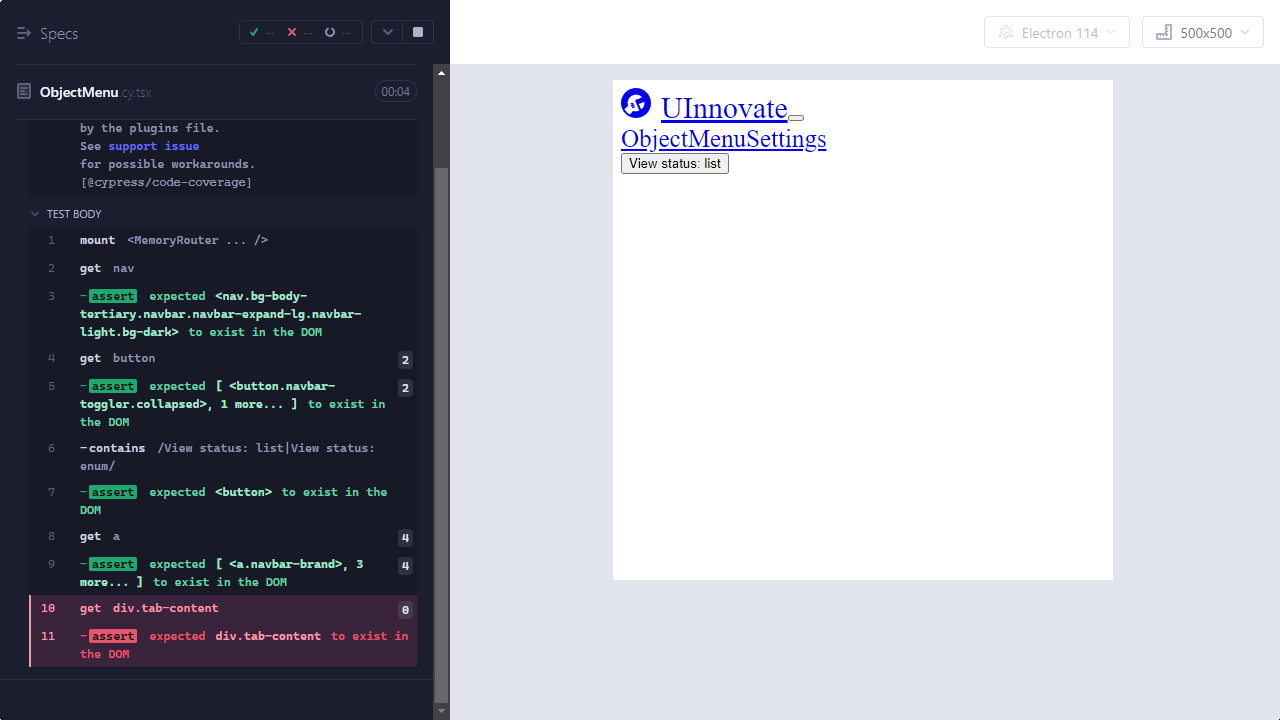 Specs
--
--
--
Electron 114
500x500
ObjectMenu.cy.tsx
00:04
by the plugins file.
See support issue
for possible workarounds.
[@cypress/code-coverage]
TEST BODY
1 mount <MemoryRouter ... />
2 get nav
3 -assert expected <nav.bg-body-
tertiary.navbar.navbar-expand-lg.navbar-
light.bg-dark> to exist in the DOM
4 get button 2
5 -assert expected [ <button.navbar-
toggler.collapsed>, 1 more... ] to exist in
the DOM 2
6 -contains /View status: list|View status:
enum/
7 -assert expected <button> to exist in the
DOM
8 get a 4
9 -assert expected [ <a.navbar-brand>, 3
more... ] to exist in the DOM 4
10 get div.tab-content 0
11 -assert expected div.tab-content to exist in
the DOM
UInnovate
ObjectMenuSettings
View status: list